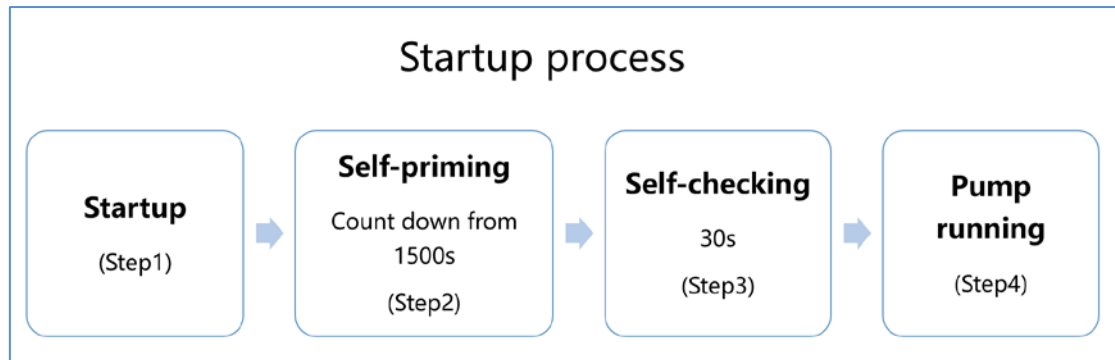 Startup process
Startup
(Step1)
Self-priming
Count down from
1500s
(Step2)
Self-checking
30s
(Step3)
Pump
running
(Step4)